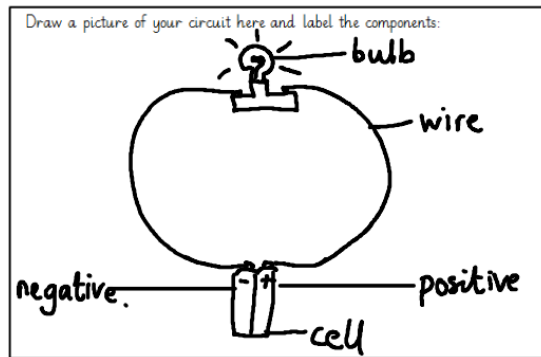 Draw a picture of your circuit here and label the components:
bulb
wire
- +
negative.
positive
cell